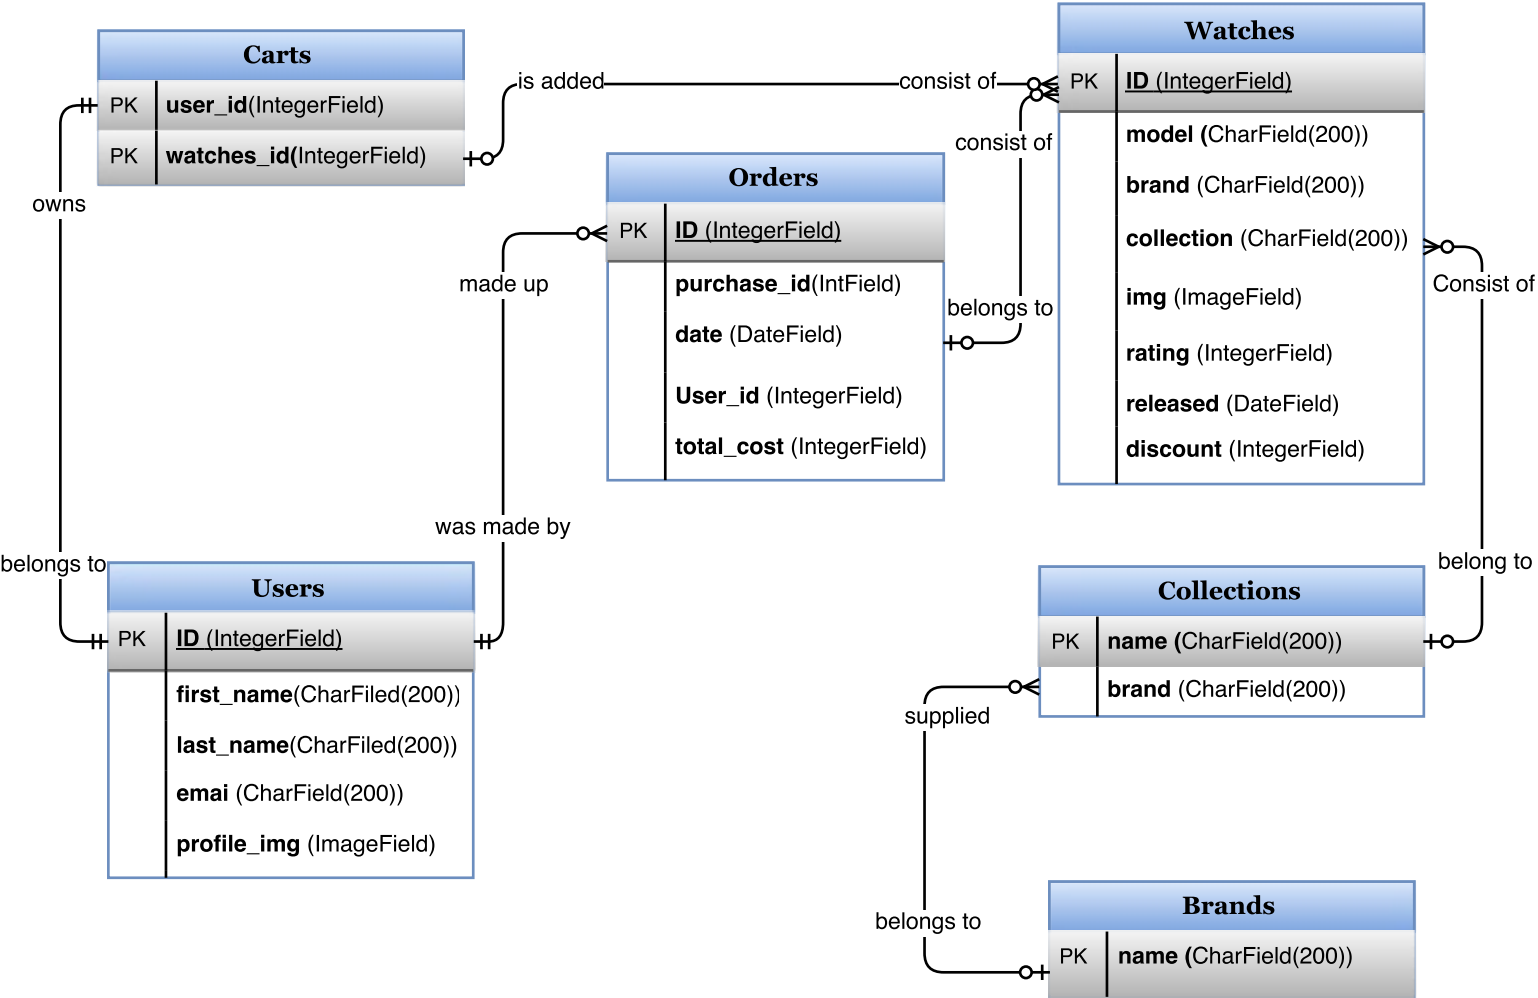 Carts
PK user_id(IntegerField)
PK watches_id(IntegerField)
is added
consist of
Watches
PK ID (IntegerField)
model (CharField(200))
brand (CharField(200))
collection (CharField(200))
img (ImageField)
rating (IntegerField)
released (DateField)
discount (IntegerField)
consist of
belongs to
Orders
PK ID (IntegerField)
purchase_id(IntField)
date (DateField)
User_id (IntegerField)
total_cost (IntegerField)
owns
belongs to
made up
was made by
Users
PK ID (IntegerField)
first_name(CharFiled(200))
last_name(CharFiled(200))
emai (CharField(200))
profile_img (ImageField)
Consist of
belong to
Collections
PK name (CharField(200))
brand (CharField(200))
supplied
belongs to
Brands
PK name (CharField(200))